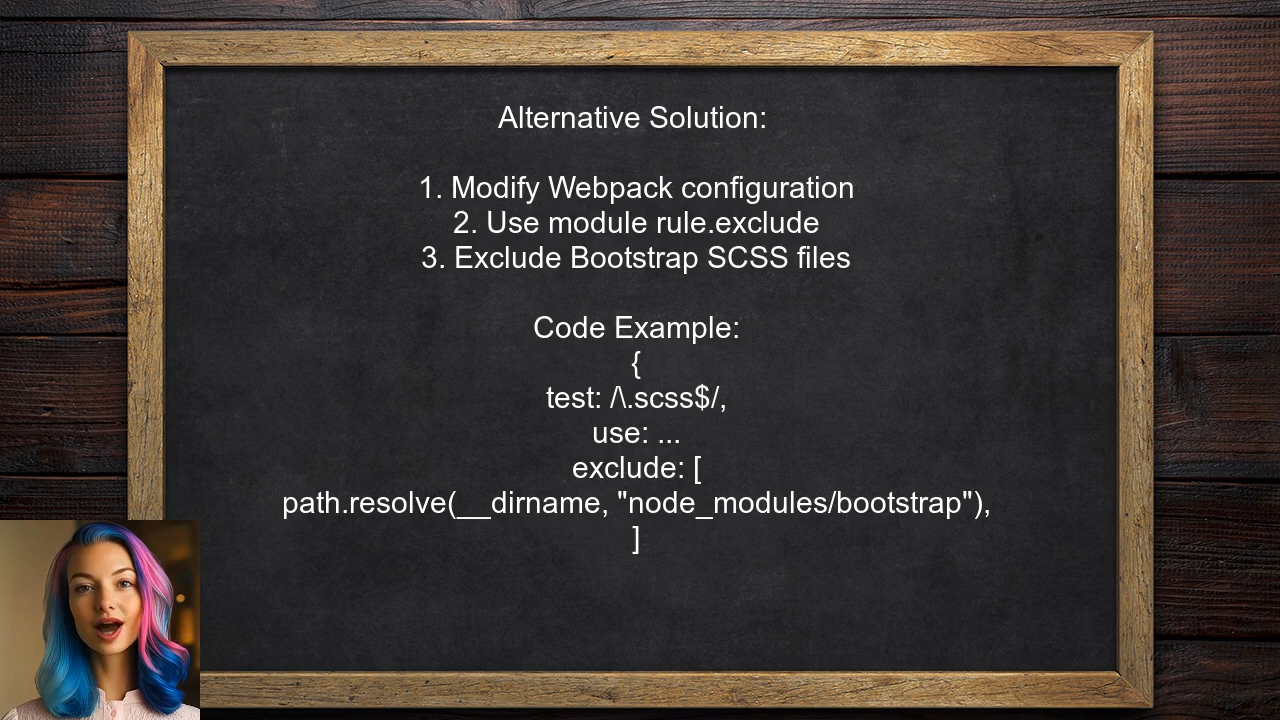 Alternative Solution:
1. Modify Webpack configuration
2. Use module rule.exclude
3. Exclude Bootstrap SCSS files
Code Example:
{
test: /\.scss$/,
use: ...
exclude: [
path.resolve(__dirname, "node_modules/bootstrap"),
]